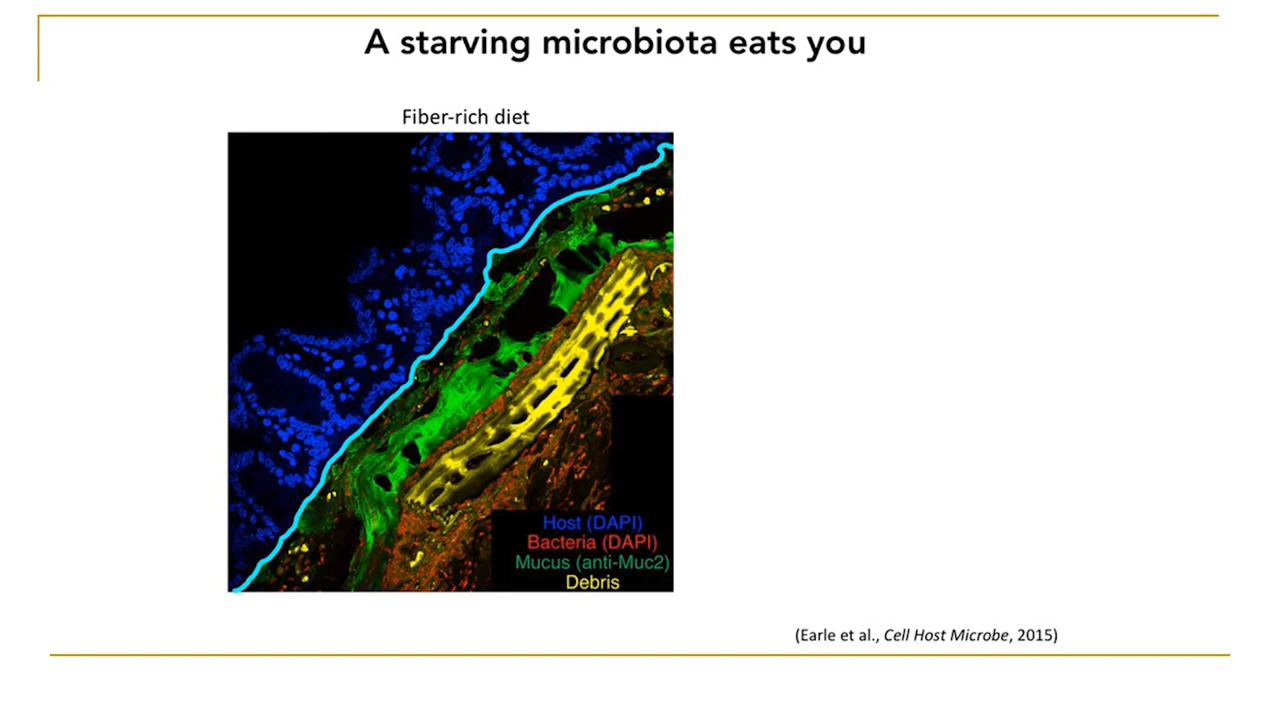 A starving microbiota eats you
Fiber-rich diet
Host (DAPI)
Bacteria (DAPI)
Mucus (anti-Muc2)
Debris
(Earle et al., Cell Host Microbe, 2015)